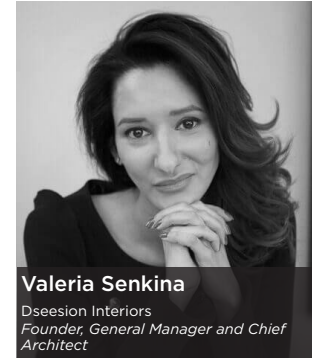 Valeria Senkina
Dseesion Interiors
Founder, General Manager and Chief
Architect